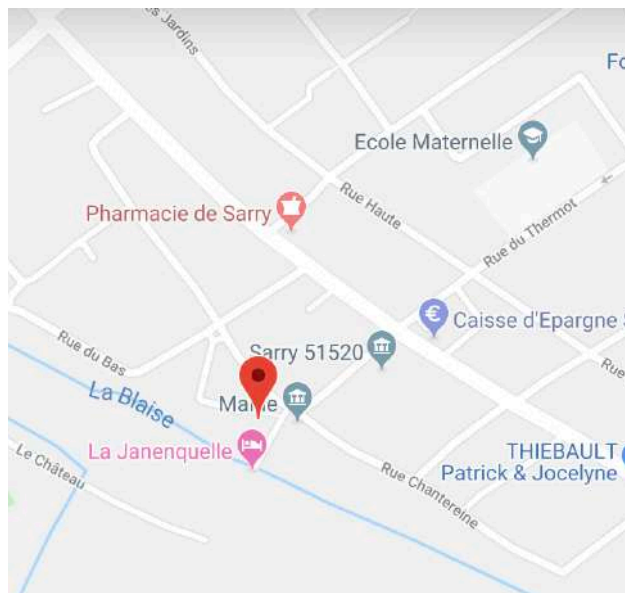 es Jardins
Fo
Ecole Maternelle
Rue Haute
Pharmacie de Sarry
Rue du Thermot
€
Caisse d'Epargne S
Sarry 51520
Rue du Bas
Rue
La Blaise
Mairie
La Janenquelle
THIEBAULT
Patrick & Jocelyne
Le Château
Rue Chantereine